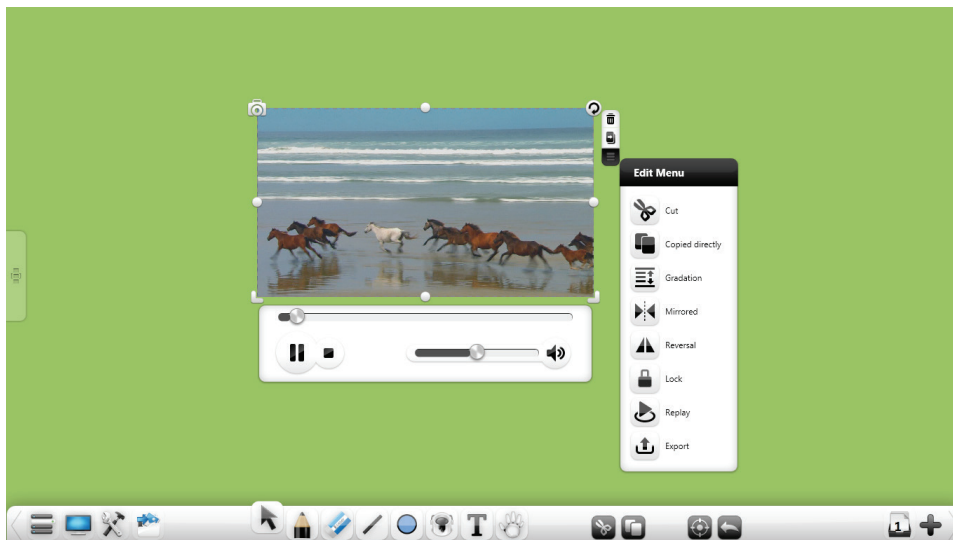 Edit Menu
Cut
Copied directly
Gradation
Mirrored
Reversal
Lock
Replay
Export
T
1